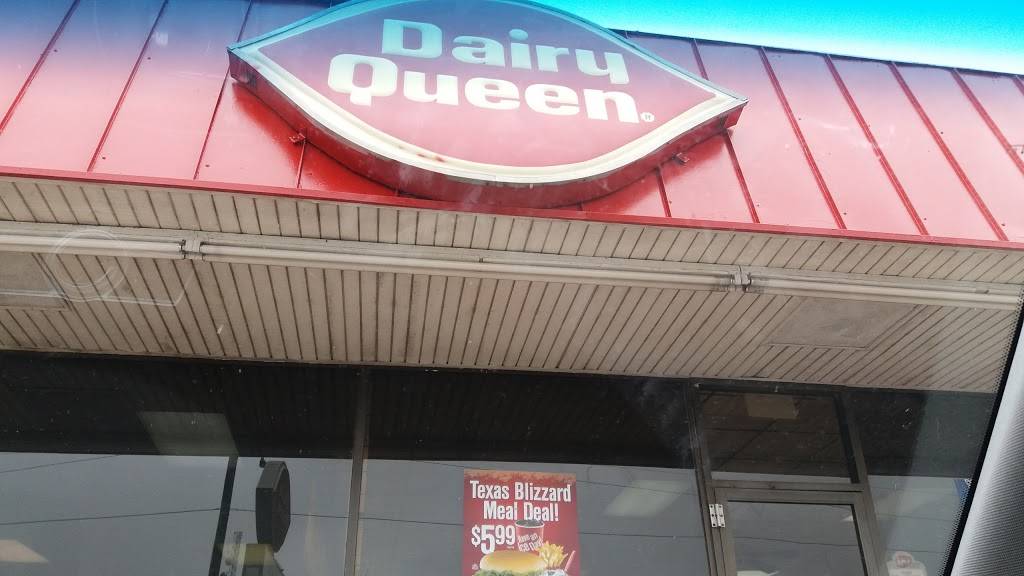 Dairy
Queen®
Texas Blizzard
Meal Deal!
$5.99